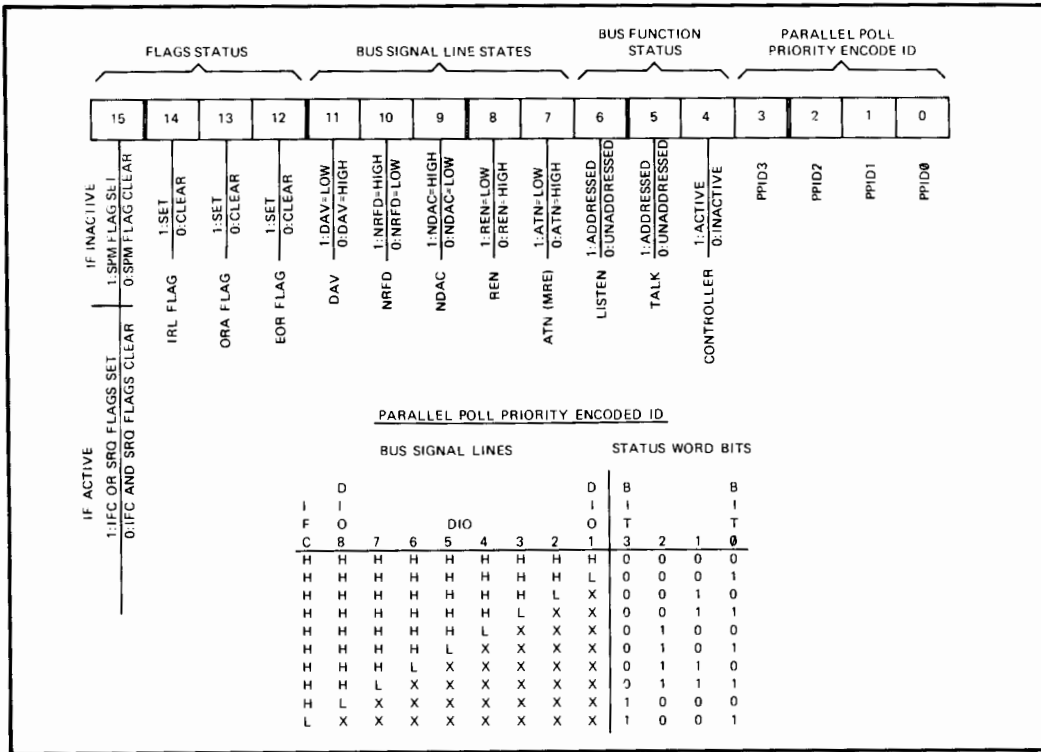 FLAGS STATUS
BUS SIGNAL LINE STATES
BUS FUNCTION STATUS
PARALLEL POLL PRIORITY ENCODE ID
15 14 13 12 11 10 9 8 7 6 5 4 3 2 1 0
IF INACTIVE
1:SPM FLAG SET
0:SPM FLAG CLEAR
IF ACTIVE
1:IFC OR SRQ FLAGS SET
0:IFC AND SRQ FLAGS CLEAR
1:SET
0:CLEAR
IRL FLAG
1:SET
0:CLEAR
ORA FLAG
1:SET
0:CLEAR
EOR FLAG
1:DAV=LOW
0:DAV=HIGH
DAV
1:NRFD=HIGH
0:NRFD=LOW
NRFD
1:NDAC=HIGH
0:NDAC=LOW
NDAC
1:REN=LOW
0:REN=HIGH
REN
1:ATN=LOW
0:ATN=HIGH
ATN (MRE)
1:ADDRESSED
0:UNADDRESSED
LISTEN
1:ADDRESSED
0:UNADDRESSED
TALK
1:ACTIVE
0:INACTIVE
CONTROLLER
PPID3
PPID2
PPID1
PPIDØ
PARALLEL POLL PRIORITY ENCODED ID
BUS SIGNAL LINES
STATUS WORD BITS
IFC DIO8 7 6 5 4 3 2 DIO1 BIT3 2 1 BITØ
DIO
H H H H H H H H H 0 0 0 0
H H H H H H H H L 0 0 0 1
H H H H H H H L X 0 0 1 0
H H H H H H L X X 0 0 1 1
H H H H H L X X X 0 1 0 0
H H H H L X X X X 0 1 0 1
H H H L X X X X X 0 1 1 0
H H L X X X X X X 0 1 1 1
H L X X X X X X X 1 0 0 0
L X X X X X X X X 1 0 0 1